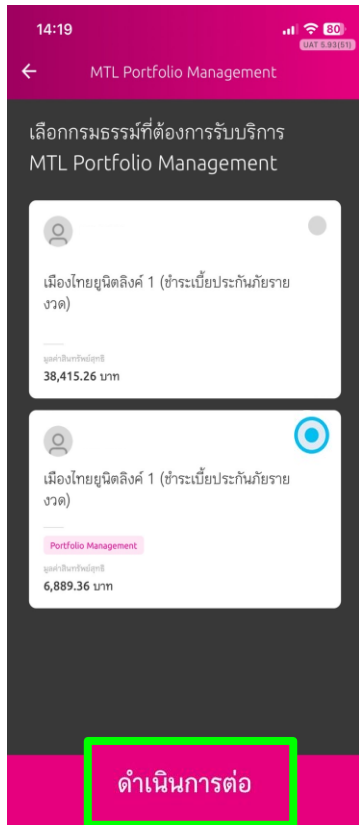 14:19
80
UAT 5.93(51)
MTL Portfolio Management
เลือกกรมธรรม์ที่ต้องการรับบริการ
MTL Portfolio Management
เมืองไทยยูนิตลิงค์ 1 (ชำระเบี้ยประกันภัยราย
งวด)
มูลค่าสินทรัพย์สุทธิ
38,415.26 บาท
เมืองไทยยูนิตลิงค์ 1 (ชำระเบี้ยประกันภัยราย
งวด)
Portfolio Management
มูลค่าสินทรัพย์สุทธิ
6,889.36 บาท
ดำเนินการต่อ